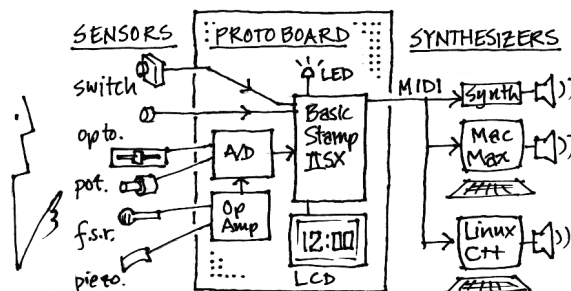 SENSORS
PROTO BOARD
SYNTHESIZERS
switch
LED
MIDI
synth
Basic
Stamp
IISX
opto.
A/D
Mac
Max
pot.
Op
Amp
f.s.r.
12:00
Linux
C++
piezo.
LCD